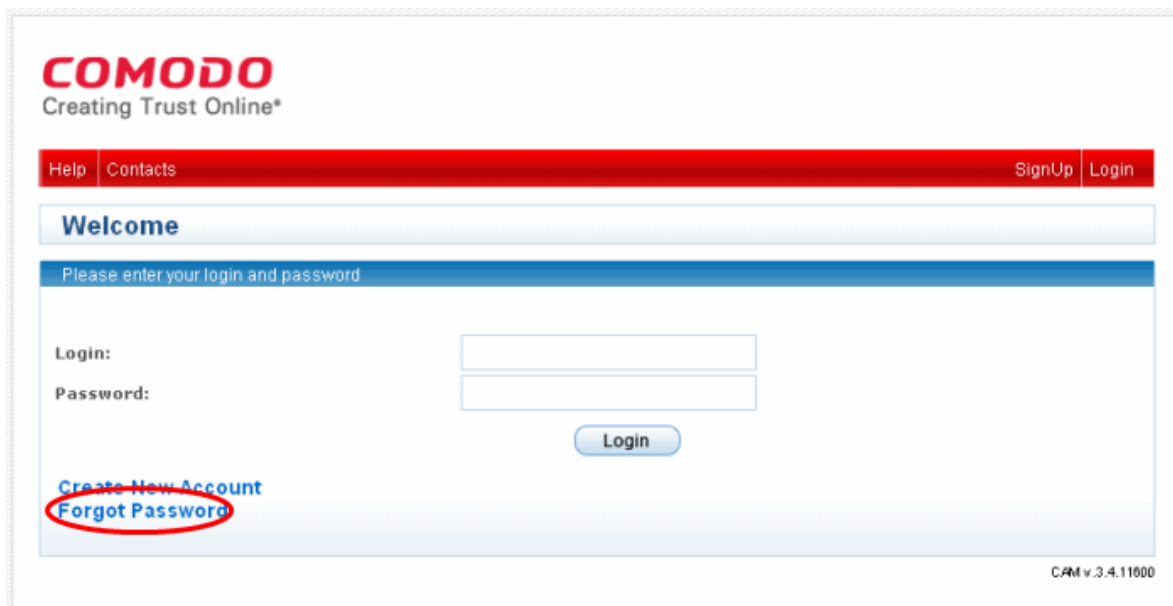 COMODO
Creating Trust Online*
Help Contacts SignUp Login
Welcome
Please enter your login and password
Login:
Password:
Login
Create New Account
Forgot Password
CAM v.3.4.11600